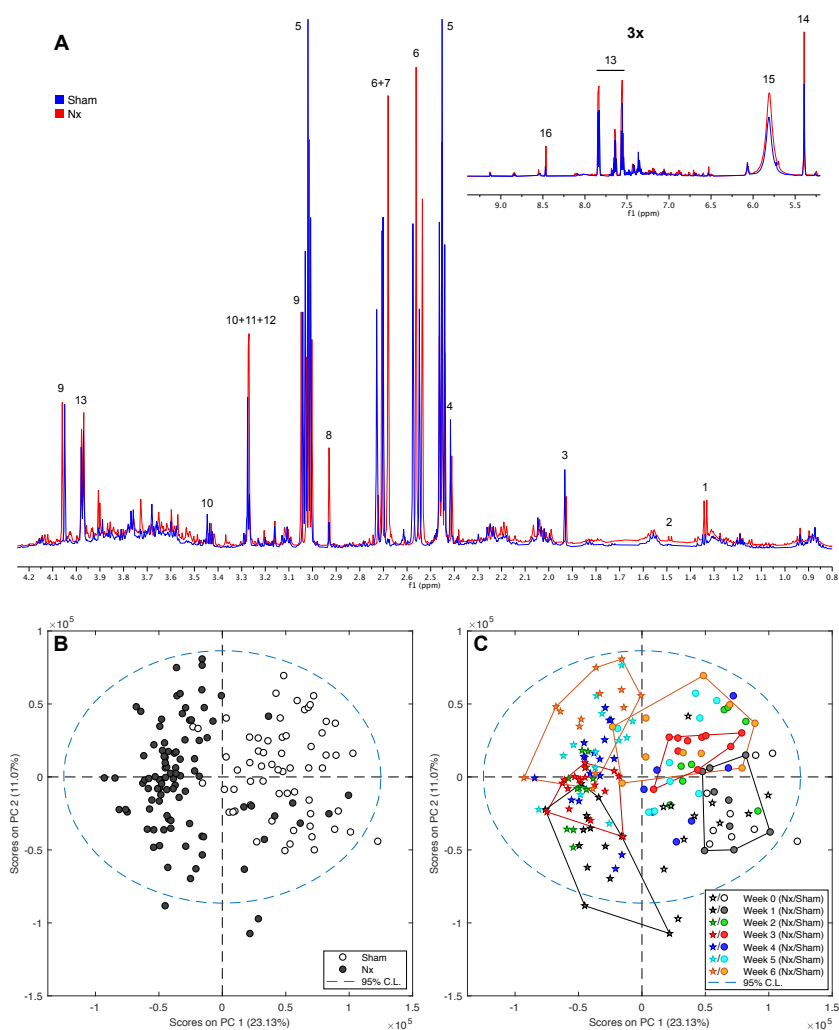 A
Sham
Nx
5
5
6
6+7
9
10+11+12
9
13
8
4
10
3
2
1
3x
13
14
15
16
9.0 8.5 8.0 7.5 7.0 6.5 6.0 5.5
f1 (ppm)
4.2 4.1 4.0 3.9 3.8 3.7 3.6 3.5 3.4 3.3 3.2 3.1 3.0 2.9 2.8 2.7 2.6 2.5 2.4 2.3 2.2 2.1 2.0 1.9 1.8 1.7 1.6 1.5 1.4 1.3 1.2 1.1 1.0 0.9 0.8
f1 (ppm)
×10⁵
B
1
0.5
0
-0.5
-1
-1.5
Scores on PC 2 (11.07%)
Sham
Nx
95% C.L.
-1 -0.5 0 0.5 1 1.5
Scores on PC 1 (23.13%)
×10⁵
×10⁵
C
1
0.5
0
-0.5
-1
-1.5
Scores on PC 2 (11.07%)
/ Week 0 (Nx/Sham)
/ Week 1 (Nx/Sham)
/ Week 2 (Nx/Sham)
/ Week 3 (Nx/Sham)
/ Week 4 (Nx/Sham)
/ Week 5 (Nx/Sham)
/ Week 6 (Nx/Sham)
95% C.L.
-1 -0.5 0 0.5 1 1.5
Scores on PC 1 (23.13%)
×10⁵